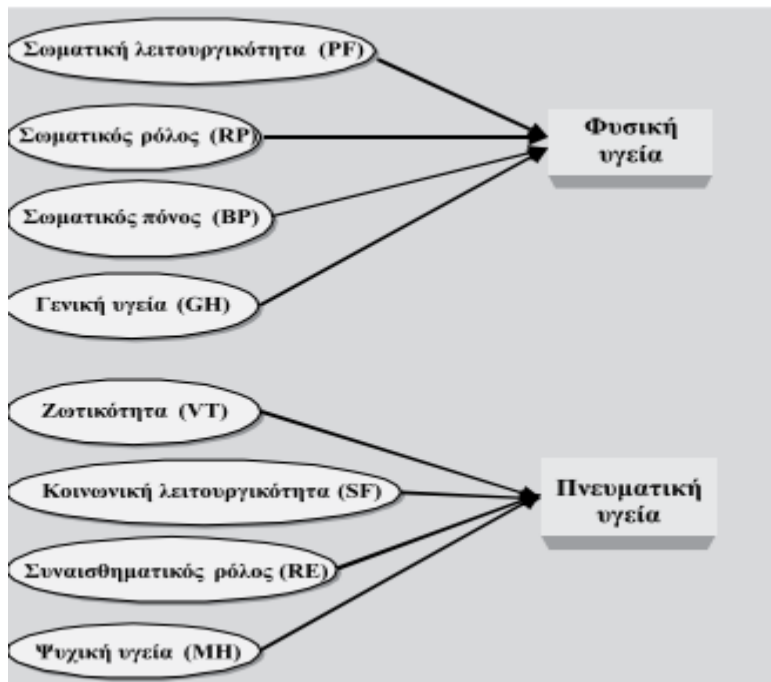 Σωματική λειτουργικότητα (PF)
Σωματικός ρόλος (RP)
Σωματικός πόνος (BP)
Γενική υγεία (GH)
Φυσική
υγεία
Ζωτικότητα (VT)
Κοινωνική λειτουργικότητα (SF)
Συναισθηματικός ρόλος (RE)
Ψυχική υγεία (MH)
Πνευματική
υγεία